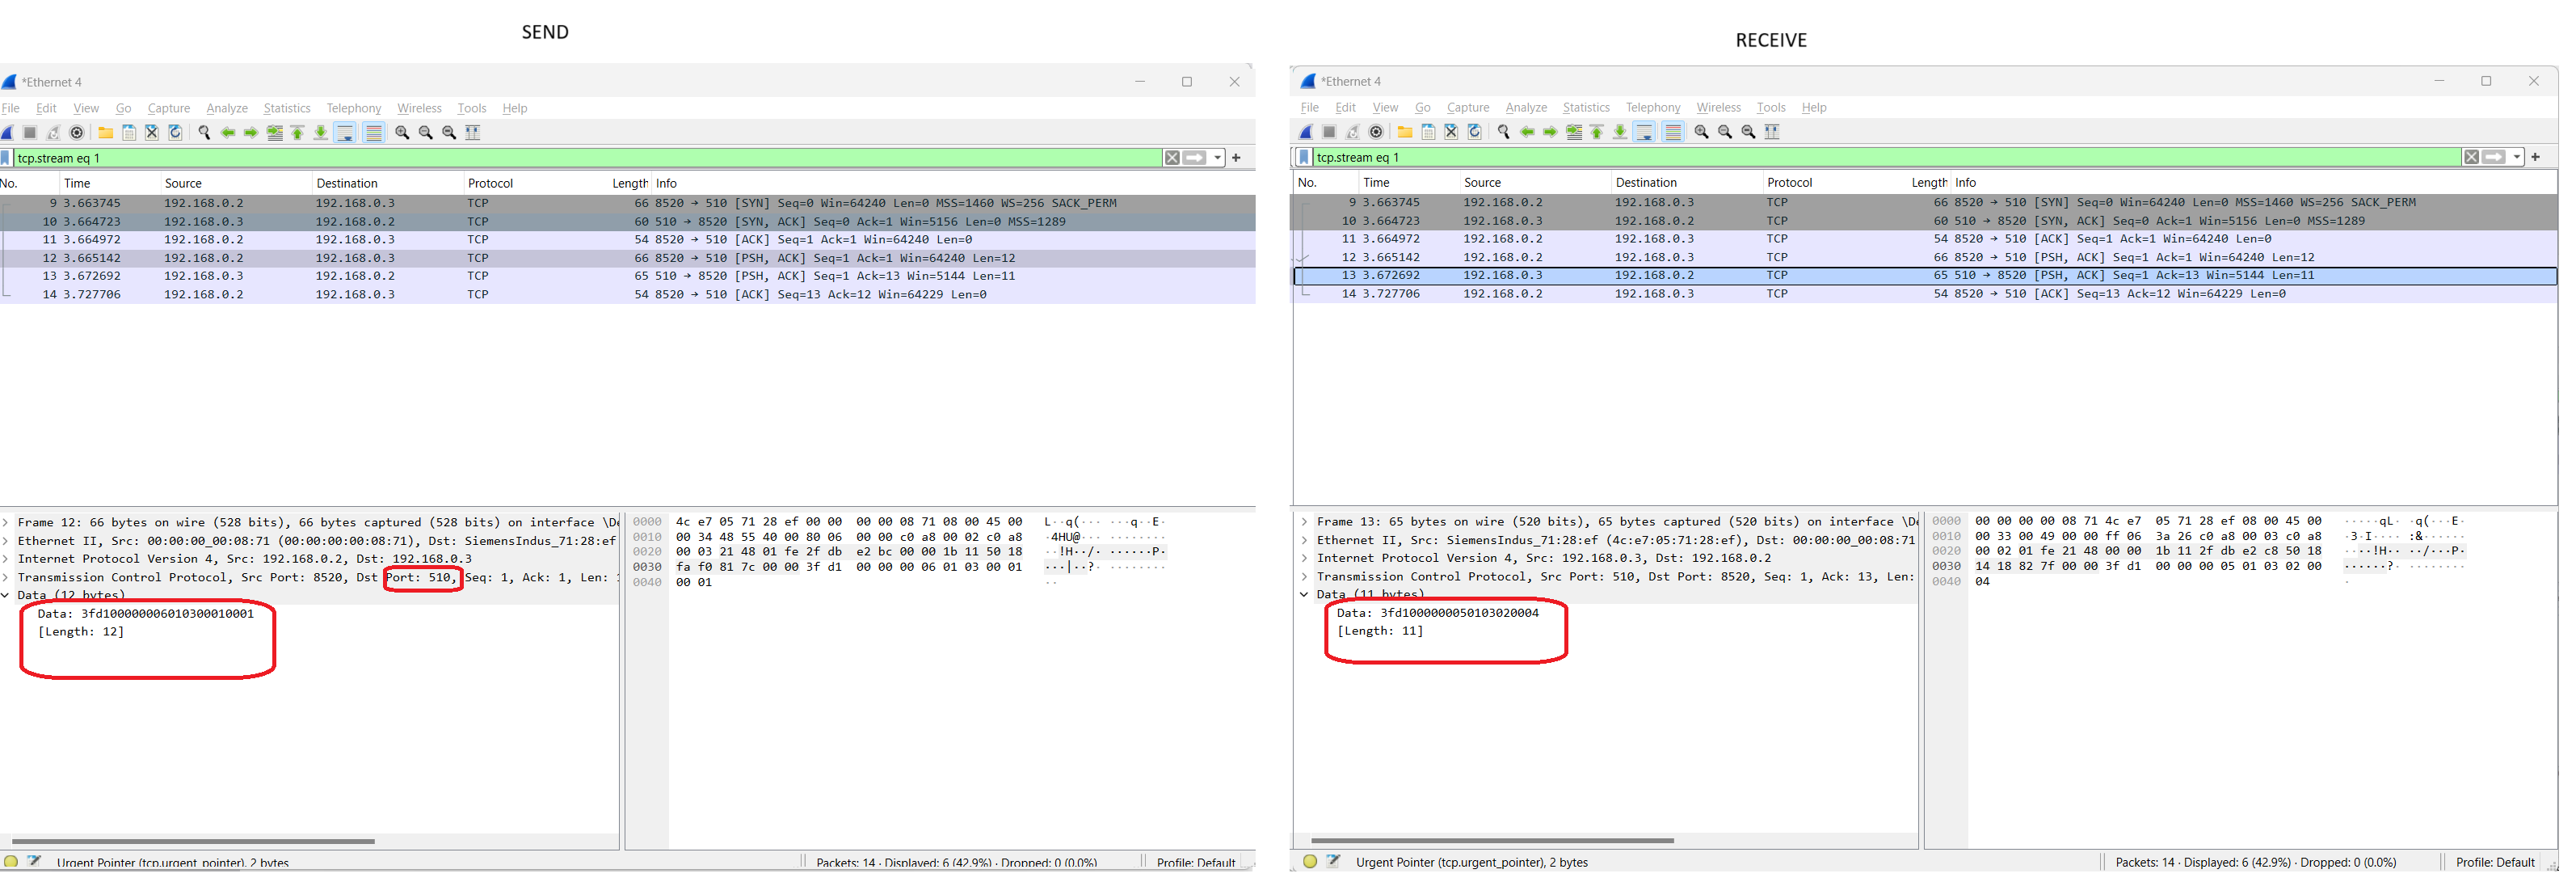 SEND
*Ethernet 4
File Edit View Go Capture Analyze Statistics Telephony Wireless Tools Help
tcp.stream eq 1
No. Time Source Destination Protocol Length Info
9 3.663745 192.168.0.2 192.168.0.3 TCP 66 8520 → 510 [SYN] Seq=0 Win=64240 Len=0 MSS=1460 WS=256 SACK_PERM
10 3.664723 192.168.0.3 192.168.0.2 TCP 60 510 → 8520 [SYN, ACK] Seq=0 Ack=1 Win=5156 Len=0 MSS=1289
11 3.664972 192.168.0.2 192.168.0.3 TCP 54 8520 → 510 [ACK] Seq=1 Ack=1 Win=64240 Len=0
12 3.665142 192.168.0.2 192.168.0.3 TCP 66 8520 → 510 [PSH, ACK] Seq=1 Ack=1 Win=64240 Len=12
13 3.672692 192.168.0.3 192.168.0.2 TCP 65 510 → 8520 [PSH, ACK] Seq=1 Ack=13 Win=5144 Len=11
14 3.727706 192.168.0.2 192.168.0.3 TCP 54 8520 → 510 [ACK] Seq=13 Ack=12 Win=64229 Len=0
Frame 12: 66 bytes on wire (528 bits), 66 bytes captured (528 bits) on interface \De
Ethernet II, Src: 00:00:00_00:08:71 (00:00:00:00:08:71), Dst: SiemensIndus_71:28:ef
Internet Protocol Version 4, Src: 192.168.0.2, Dst: 192.168.0.3
Transmission Control Protocol, Src Port: 8520, Dst Port: 510, Seq: 1, Ack: 1, Len: 1
Data (12 bytes)
Data: 3fd100000006010300010001
[Length: 12]
0000 4c e7 05 71 28 ef 00 00 00 00 08 71 08 00 45 00 L··q(··· ···q··E·
0010 00 34 48 55 40 00 80 06 00 00 c0 a8 00 02 c0 a8 ·4HU@··· ········
0020 00 03 21 48 01 fe 2f db e2 bc 00 00 1b 11 50 18 ··!H··/· ······P·
0030 fa f0 81 7c 00 00 3f d1 00 00 00 06 01 03 00 01 ···|··?· ········
0040 00 01 ··
Urgent Pointer (tcp.urgent_pointer), 2 bytes
Packets: 14 · Displayed: 6 (42.9%) · Dropped: 0 (0.0%)
Profile: Default
RECEIVE
*Ethernet 4
File Edit View Go Capture Analyze Statistics Telephony Wireless Tools Help
tcp.stream eq 1
No. Time Source Destination Protocol Length Info
9 3.663745 192.168.0.2 192.168.0.3 TCP 66 8520 → 510 [SYN] Seq=0 Win=64240 Len=0 MSS=1460 WS=256 SACK_PERM
10 3.664723 192.168.0.3 192.168.0.2 TCP 60 510 → 8520 [SYN, ACK] Seq=0 Ack=1 Win=5156 Len=0 MSS=1289
11 3.664972 192.168.0.2 192.168.0.3 TCP 54 8520 → 510 [ACK] Seq=1 Ack=1 Win=64240 Len=0
12 3.665142 192.168.0.2 192.168.0.3 TCP 66 8520 → 510 [PSH, ACK] Seq=1 Ack=1 Win=64240 Len=12
13 3.672692 192.168.0.3 192.168.0.2 TCP 65 510 → 8520 [PSH, ACK] Seq=1 Ack=13 Win=5144 Len=11
14 3.727706 192.168.0.2 192.168.0.3 TCP 54 8520 → 510 [ACK] Seq=13 Ack=12 Win=64229 Len=0
Frame 13: 65 bytes on wire (520 bits), 65 bytes captured (520 bits) on interface \De
Ethernet II, Src: SiemensIndus_71:28:ef (4c:e7:05:71:28:ef), Dst: 00:00:00_00:08:71
Internet Protocol Version 4, Src: 192.168.0.3, Dst: 192.168.0.2
Transmission Control Protocol, Src Port: 510, Dst Port: 8520, Seq: 1, Ack: 13, Len:
Data (11 bytes)
Data: 3fd1000000050103020004
[Length: 11]
0000 00 00 00 00 08 71 4c e7 05 71 28 ef 08 00 45 00 ·····qL· ·q(···E·
0010 00 33 00 49 00 00 ff 06 3a 26 c0 a8 00 03 c0 a8 ·3·I···· :&······
0020 00 02 01 fe 21 48 00 00 1b 11 2f db e2 c8 50 18 ····!H·· ··/···P·
0030 14 18 82 7f 00 00 3f d1 00 00 00 05 01 03 02 00 ······?· ········
0040 04 ·
Urgent Pointer (tcp.urgent_pointer), 2 bytes
Packets: 14 · Displayed: 6 (42.9%) · Dropped: 0 (0.0%)
Profile: Default